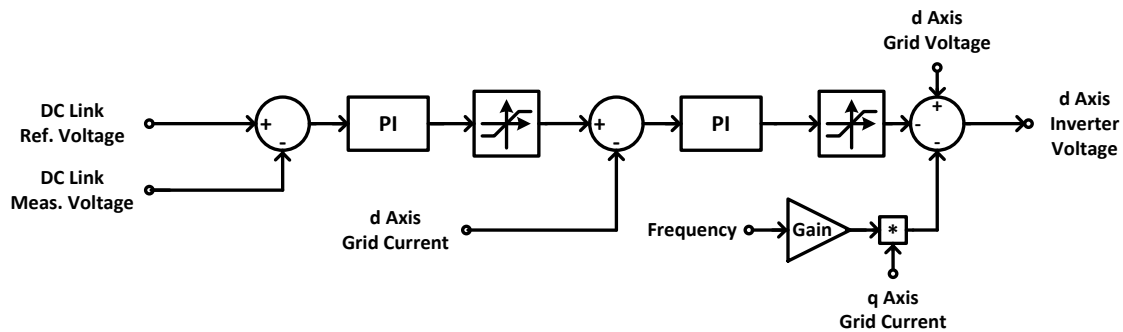 d Axis
Grid Voltage
DC Link
Ref. Voltage
+
-
PI
+
-
PI
+
-
-
d Axis
Inverter
Voltage
DC Link
Meas. Voltage
d Axis
Grid Current
Frequency
Gain
*
q Axis
Grid Current